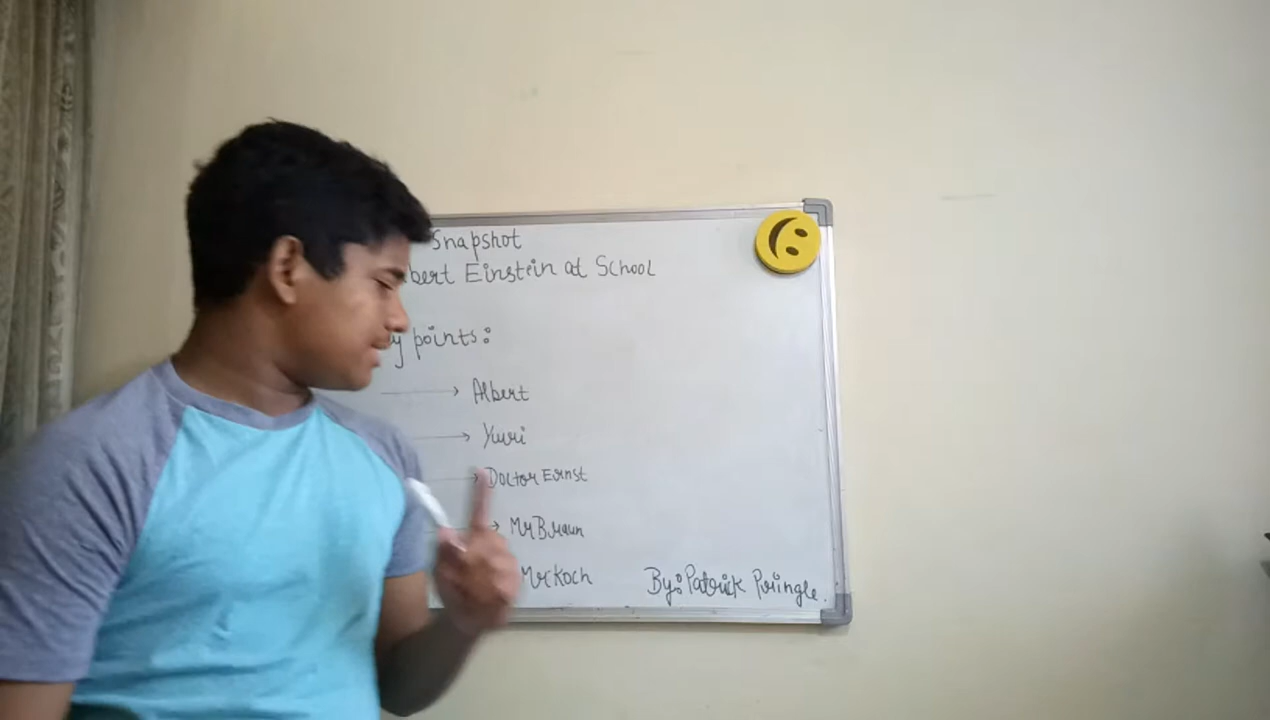 Snapshot
bert Einstein at School
y points:
Albert
Yuri
Doctor Ernst
Mr Braun
Mr Koch
By: Patrick Pringle.